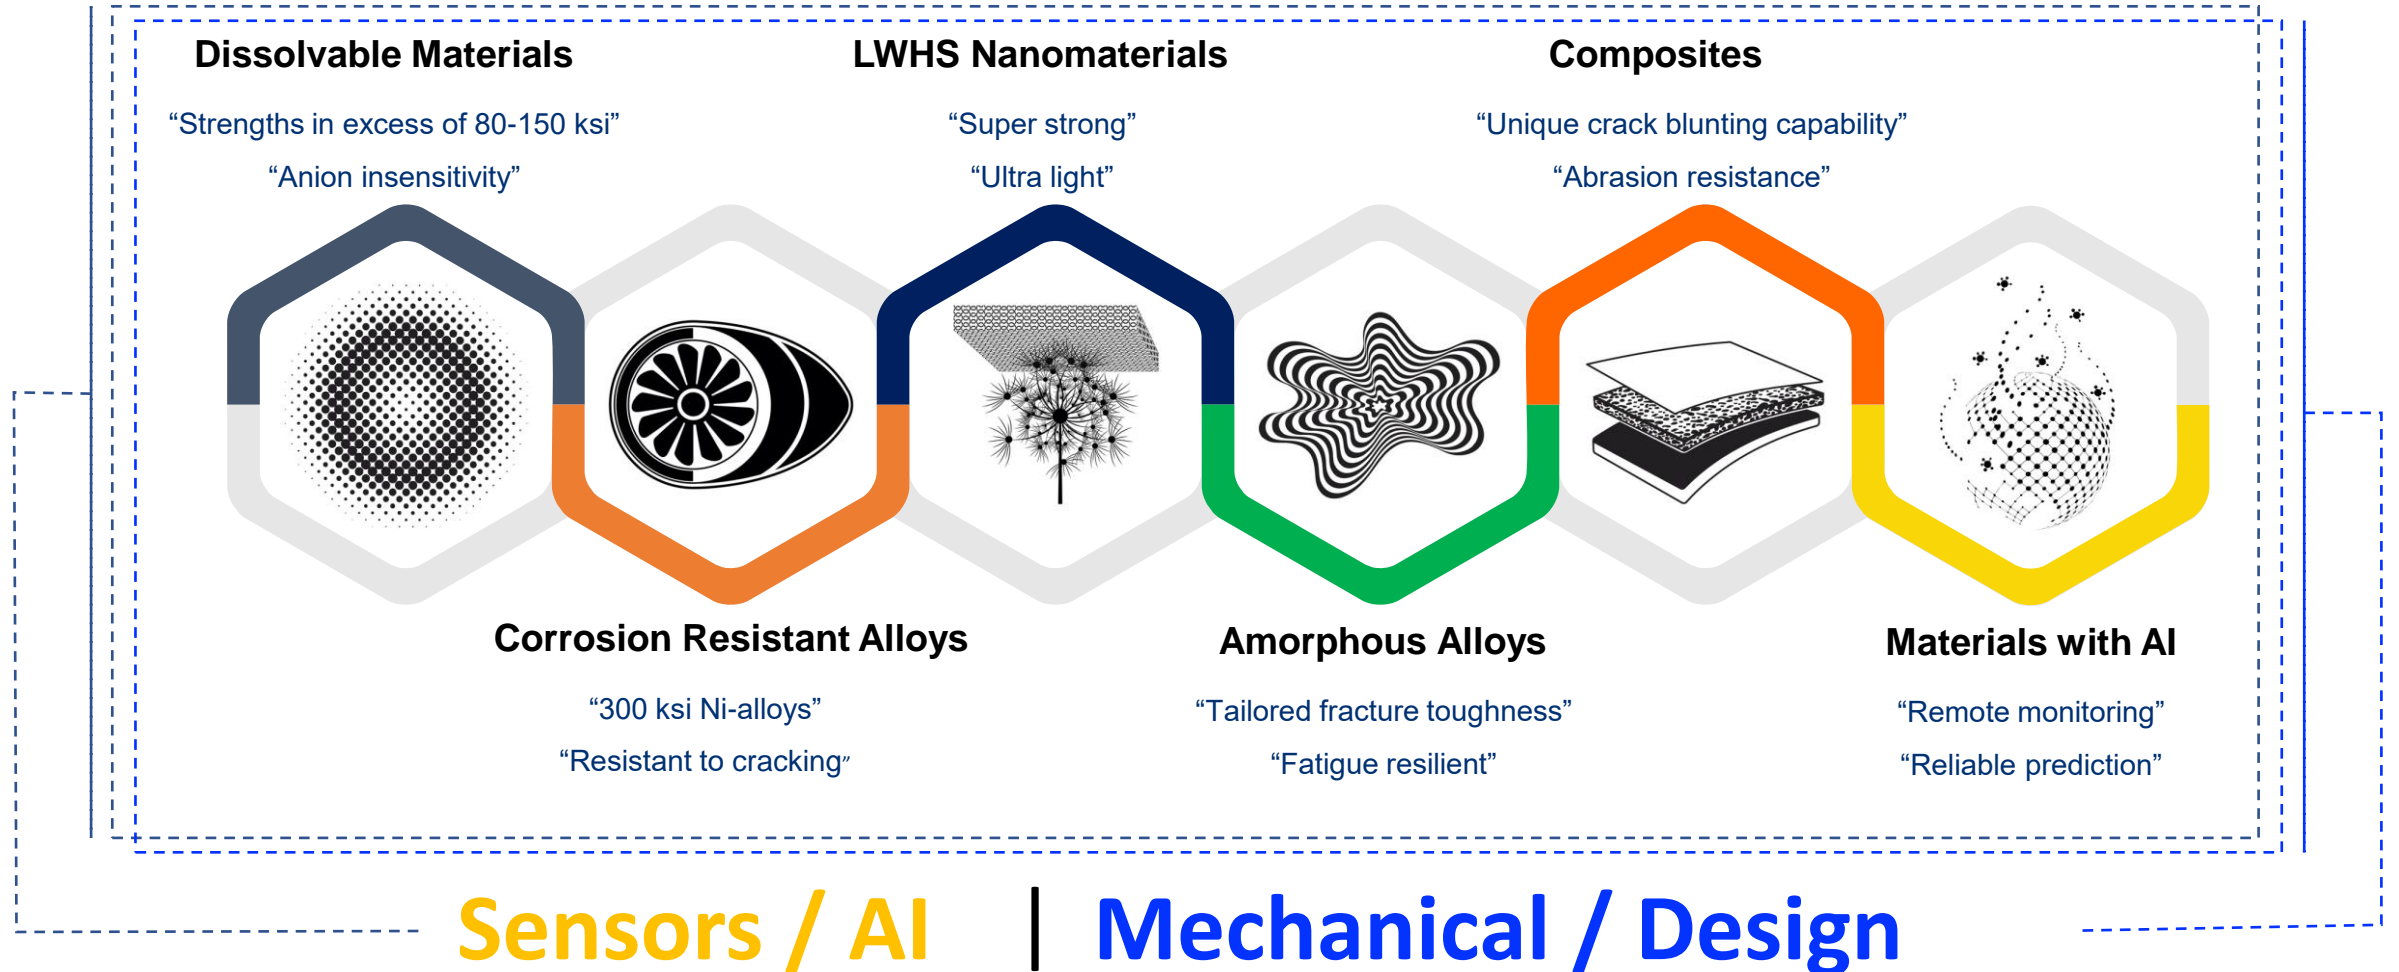 Dissolvable Materials
“Strengths in excess of 80-150 ksi”
“Anion insensitivity”
LWHS Nanomaterials
“Super strong”
“Ultra light”
Composites
“Unique crack blunting capability”
“Abrasion resistance”
Corrosion Resistant Alloys
“300 ksi Ni-alloys”
“Resistant to cracking”
Amorphous Alloys
“Tailored fracture toughness”
“Fatigue resilient”
Materials with AI
“Remote monitoring”
“Reliable prediction”
Sensors / AI | Mechanical / Design